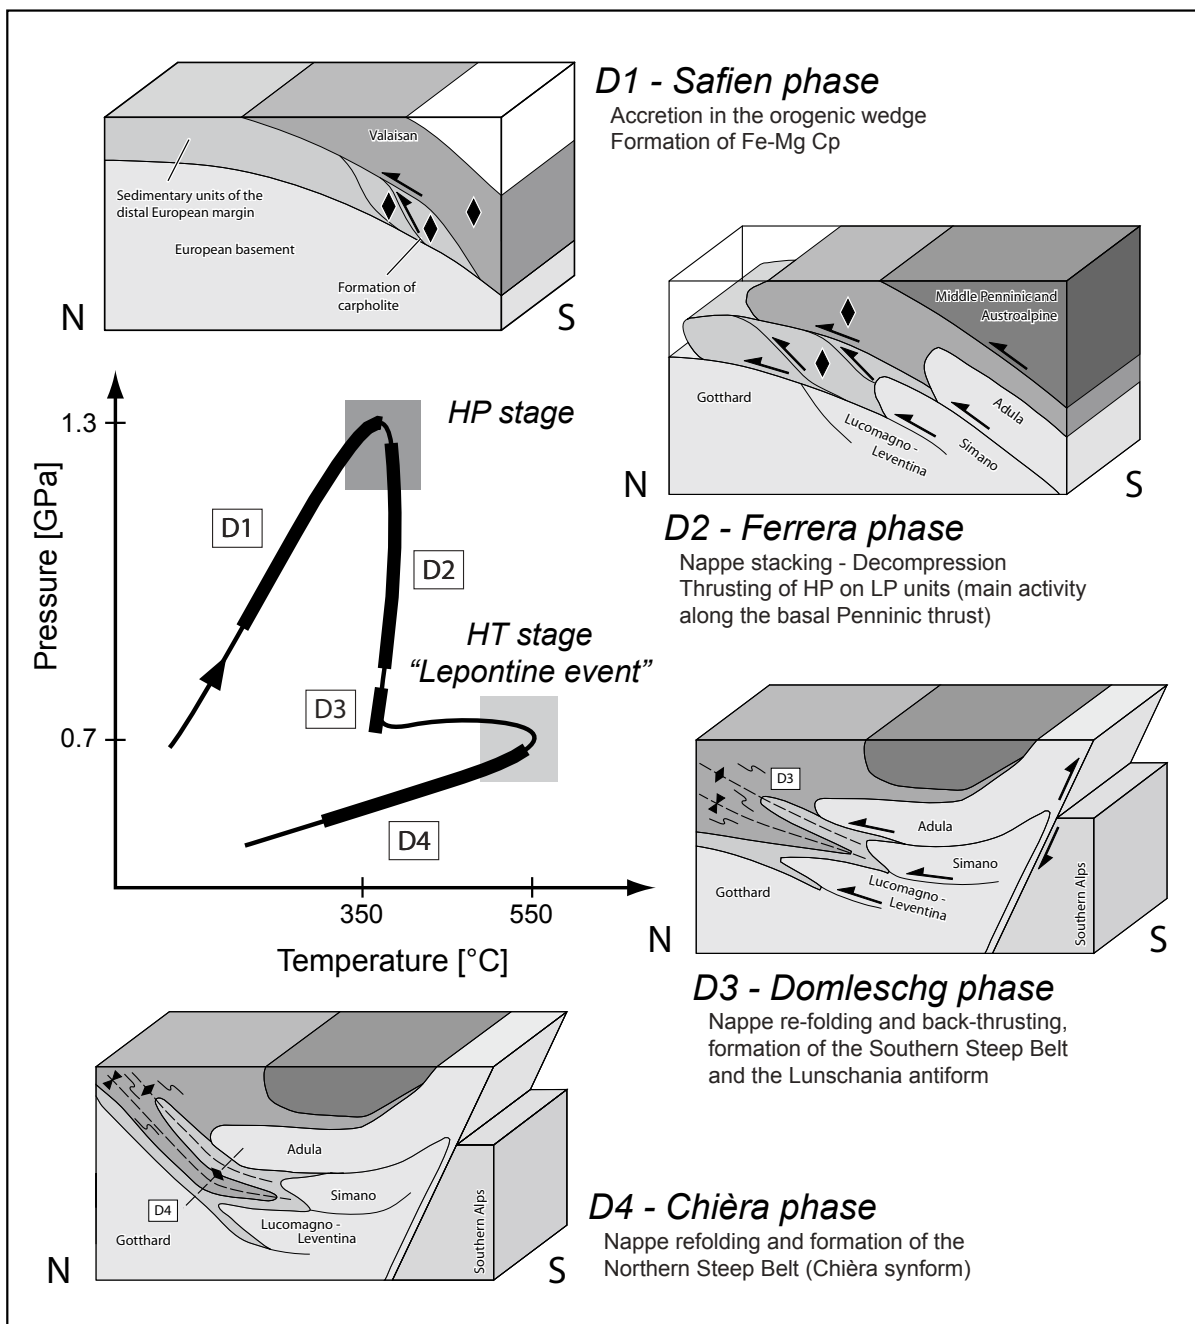 D1 - Safien phase
Accretion in the orogenic wedge
Formation of Fe-Mg Cp
Valaisan
Sedimentary units of the
distal European margin
European basement
Formation of
carpholite
N
S
Middle Penninic and
Austroalpine
Gotthard
Adula
Lucomagno -
Leventina
Simano
N
S
D2 - Ferrera phase
Nappe stacking - Decompression
Thrusting of HP on LP units (main activity
along the basal Penninic thrust)
Pressure [GPa]
1.3
0.7
HP stage
D1
D2
HT stage
“Lepontine event”
D3
D4
350
550
Temperature [°C]
D3
Adula
Simano
Gotthard
Lucomagno -
Leventina
Southern Alps
N
S
D3 - Domleschg phase
Nappe re-folding and back-thrusting,
formation of the Southern Steep Belt
and the Lunschania antiform
Adula
Simano
D4
Gotthard
Lucomagno -
Leventina
Southern Alps
N
S
D4 - Chièra phase
Nappe refolding and formation of the
Northern Steep Belt (Chièra synform)